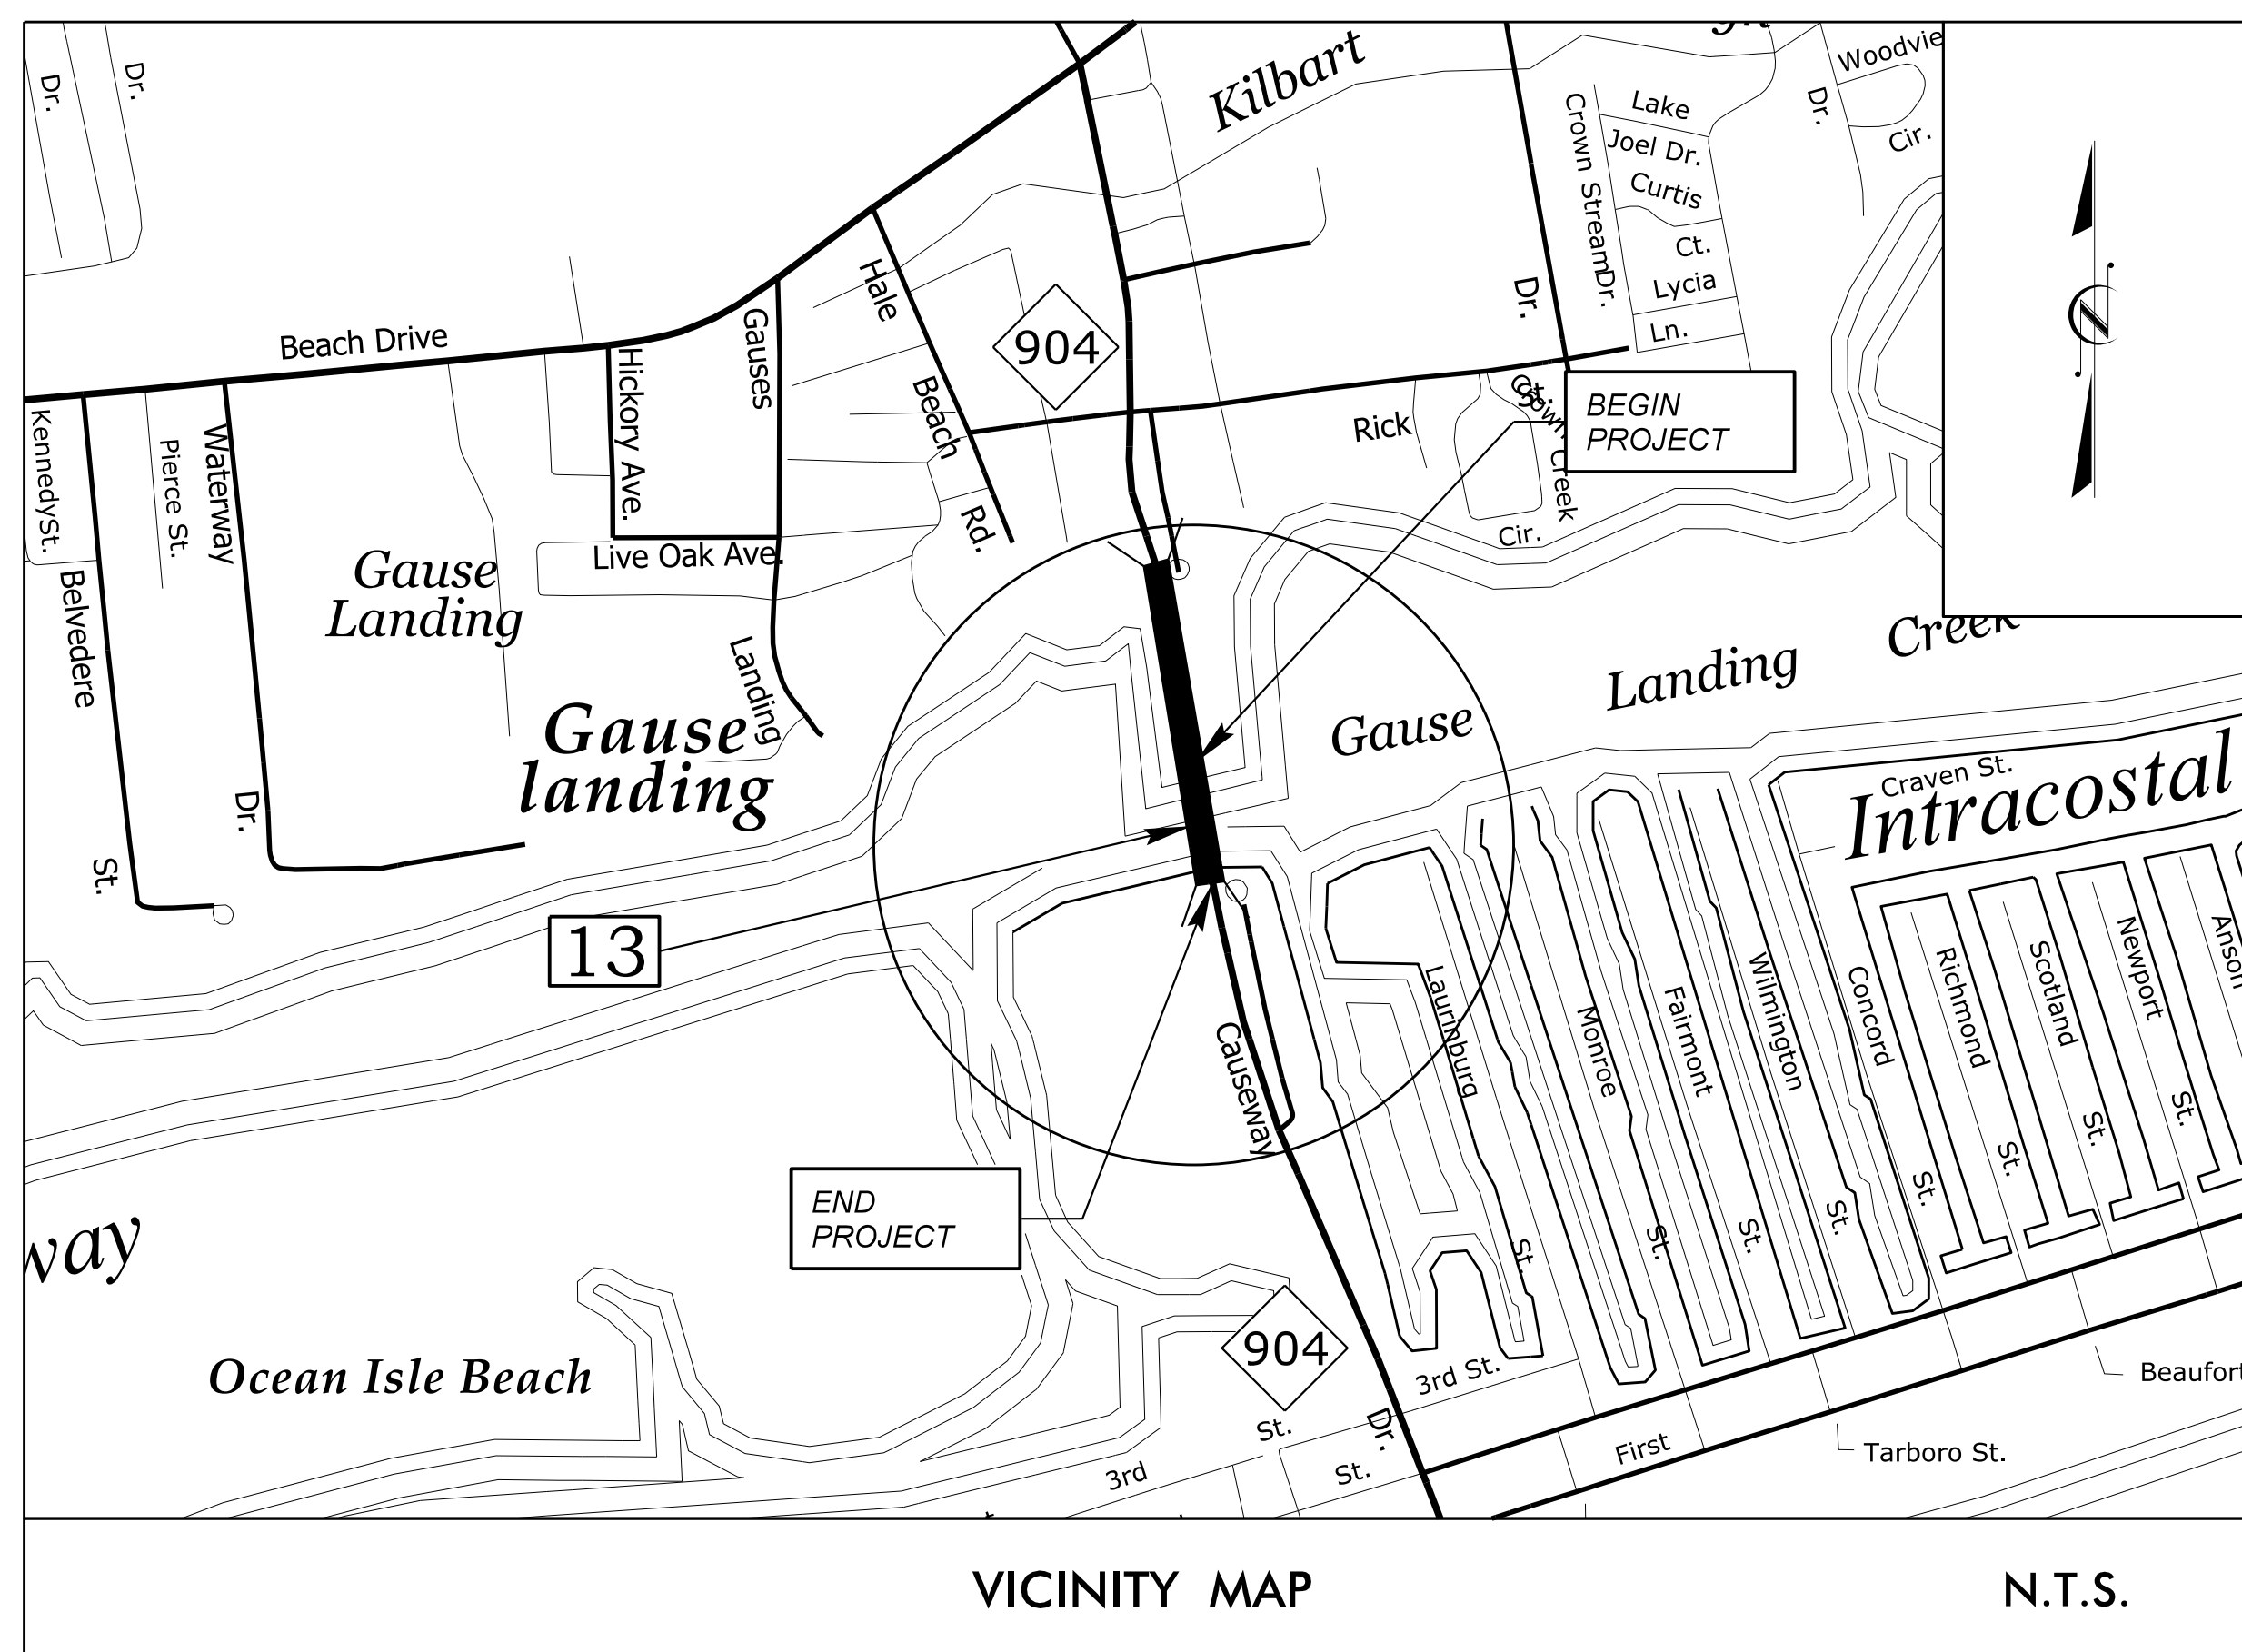 Dr.
Dr.
Kilbart
Woodvie
Dr.
Cir.
Lake
Joel Dr.
Curtis
Ct.
Lycia
Ln.
Crown Stream
Dr.
Dr.
Hale
Beach
Rd.
904
Beach Drive
Gauses
Hickory Ave.
Live Oak Ave.
Landing
Kennedy St.
Pierce St.
Waterway
Dr.
Belvedere
St.
Rick
St.
Crown Creek
Cir.
BEGIN
PROJECT
N
Gause
Landing
Gause
landing
Gause
Landing
Creek
Craven St.
Intracostal
13
Causeway
Laurinburg
St.
Monroe
St.
Fairmont
St.
Wilmington
St.
Concord
St.
Richmond
St.
Scotland
St.
Newport
St.
Anson
END
PROJECT
way
Ocean Isle Beach
904
3rd St.
Dr.
St.
3rd
St.
First
Tarboro St.
Beaufort
VICINITY MAP
N.T.S.